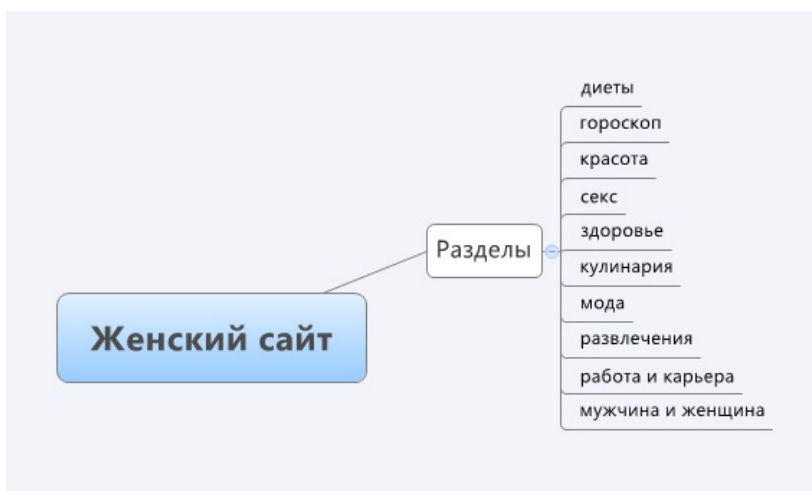 диеты
гороскоп
красота
секс
здоровье
кулинария
мода
развлечения
работа и карьера
мужчина и женщина
Разделы
Женский сайт